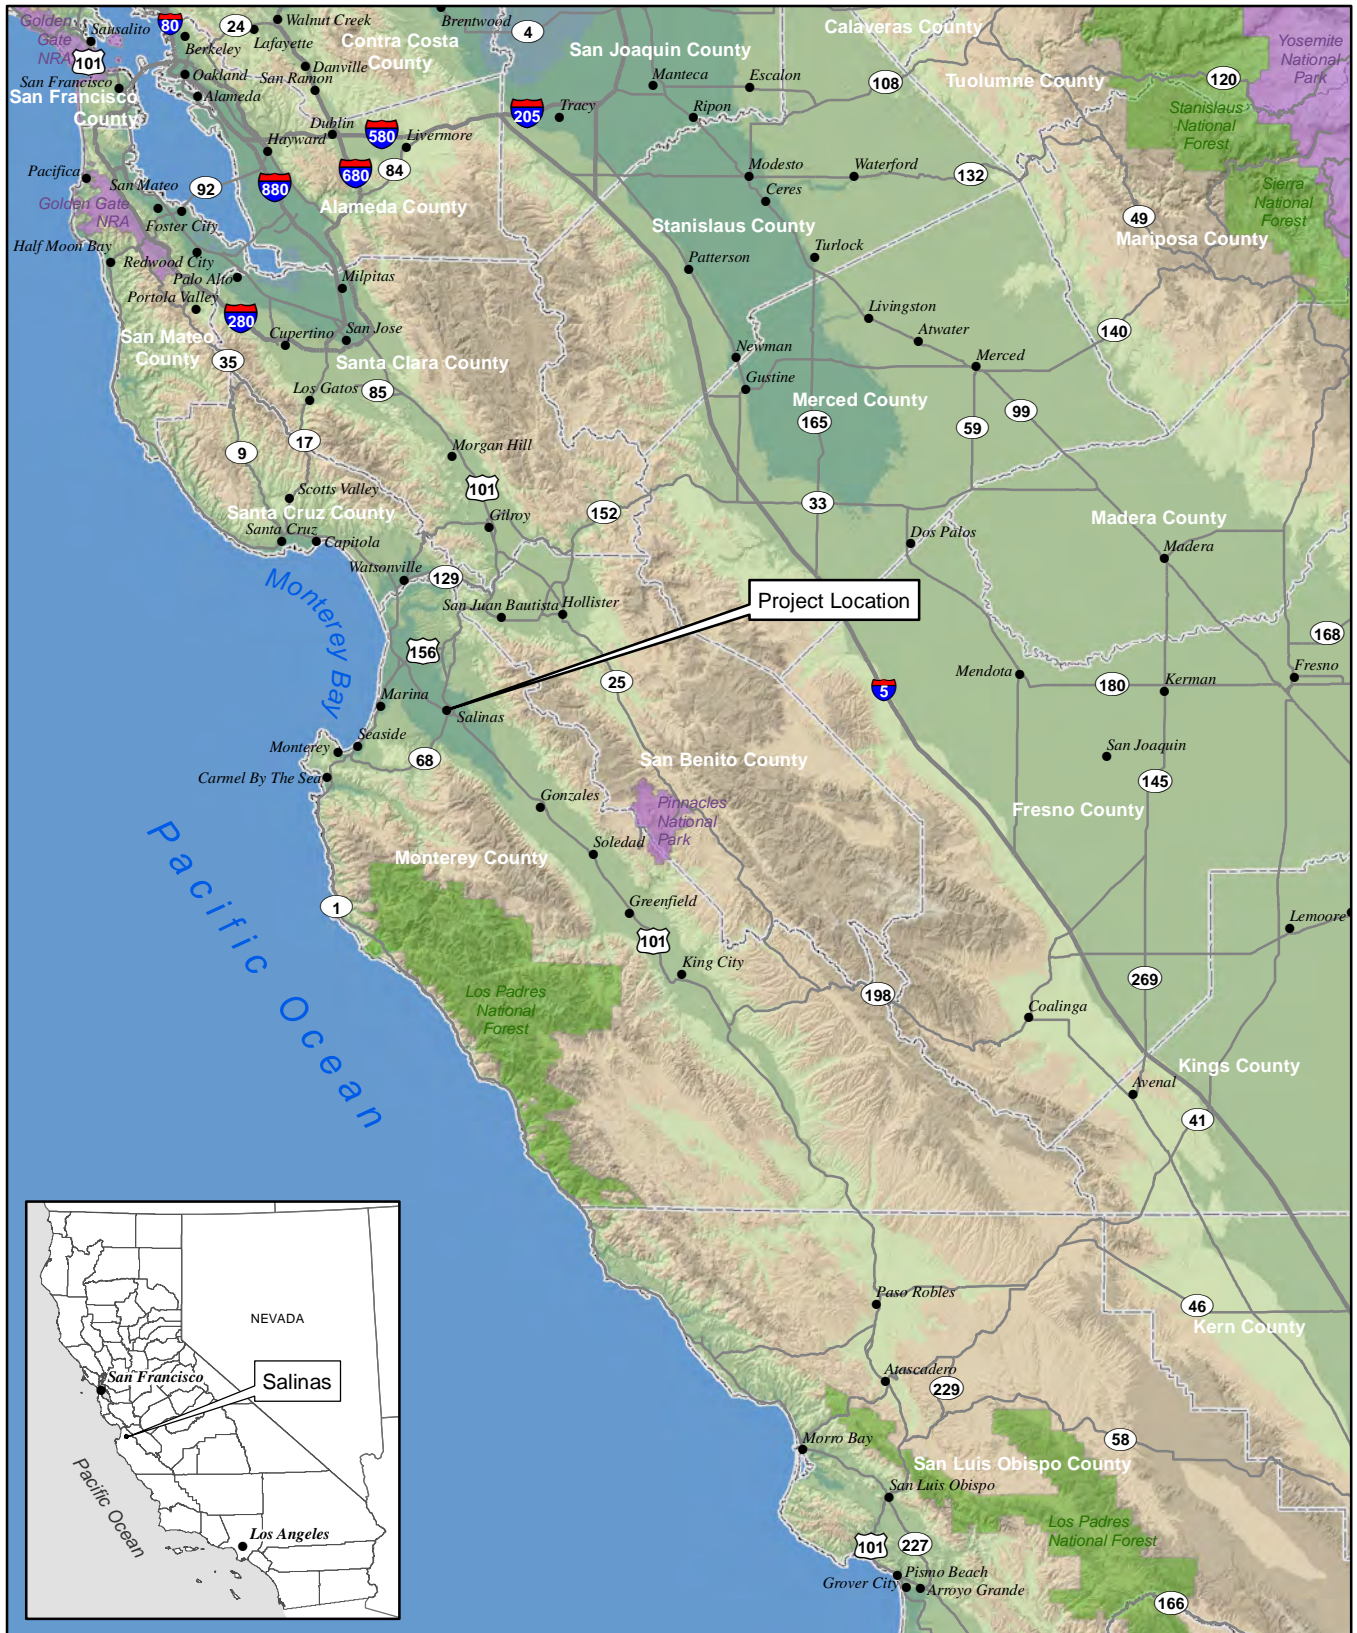 Golden
Gate
NRA
Sausalito
80
Berkeley
24
Walnut Creek
Lafayette
Brentwood
4
Contra Costa
County
San Joaquin County
Calaveras County
Yosemite
National
Park
101
San Francisco
San Francisco
County
Oakland
Alameda
Danville
San Ramon
Manteca
Escalon
108
Tuolumne County
120
Stanislaus
National
Forest
205
Tracy
Ripon
Dublin
580
Livermore
Hayward
680
84
Pacifica
San Mateo
92
880
Alameda County
Modesto
Waterford
132
Ceres
Sierra
National
Forest
Golden Gate
NRA
Foster City
Stanislaus County
49
Mariposa County
Half Moon Bay
Redwood City
Palo Alto
Portola Valley
Milpitas
Patterson
Turlock
280
San Mateo
County
Cupertino
San Jose
Santa Clara County
Livingston
Atwater
140
35
Newman
Merced
Los Gatos
85
Gustine
Merced County
99
165
59
9
17
Morgan Hill
101
Scotts Valley
Santa Cruz County
Gilroy
152
33
Santa Cruz
Capitola
Dos Palos
Madera County
Madera
Watsonville
129
Monterey Bay
San Juan Bautista
Hollister
Project Location
156
168
Marina
Salinas
25
5
Mendota
180
Kerman
Fresno
Seaside
Monterey
68
San Benito County
San Joaquin
Carmel By The Sea
145
Gonzales
Pinnacles
National
Park
Fresno County
Pacific Ocean
Soledad
Monterey County
1
Greenfield
101
Lemoore
King City
Los Padres
National
Forest
198
269
Coalinga
Kings County
Avenal
41
NEVADA
San Francisco
Salinas
Pacific Ocean
Los Angeles
Paso Robles
46
Kern County
Atascadero
229
Morro Bay
58
San Luis Obispo County
San Luis Obispo
Los Padres
National Forest
101
227
Pismo Beach
Grover City
Arroyo Grande
166